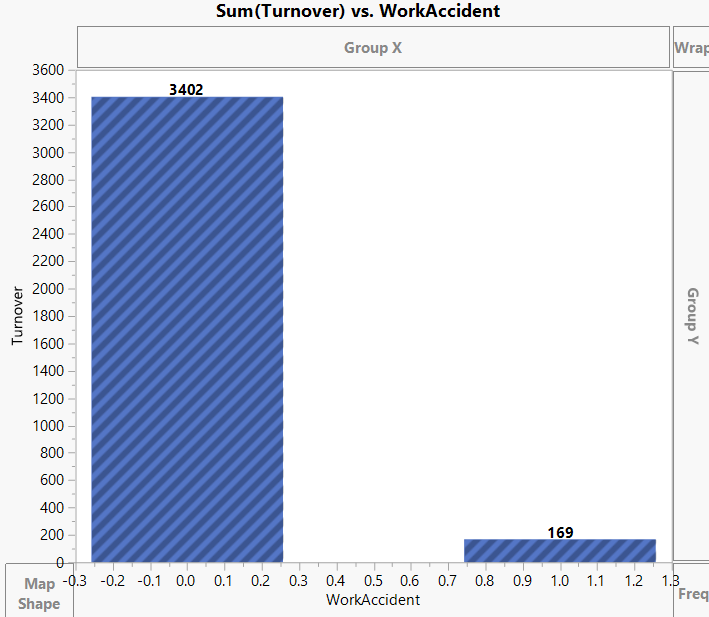 Sum(Turnover) vs. WorkAccident
Group X
Wrap
3600
3400
3200
3000
2800
2600
2400
2200
2000
1800
1600
1400
1200
1000
800
600
400
200
0
Turnover
3402
169
Group Y
-0.3 -0.2 -0.1 0.0 0.1 0.2 0.3 0.4 0.5 0.6 0.7 0.8 0.9 1.0 1.1 1.2 1.3
WorkAccident
Map
Shape
Freq